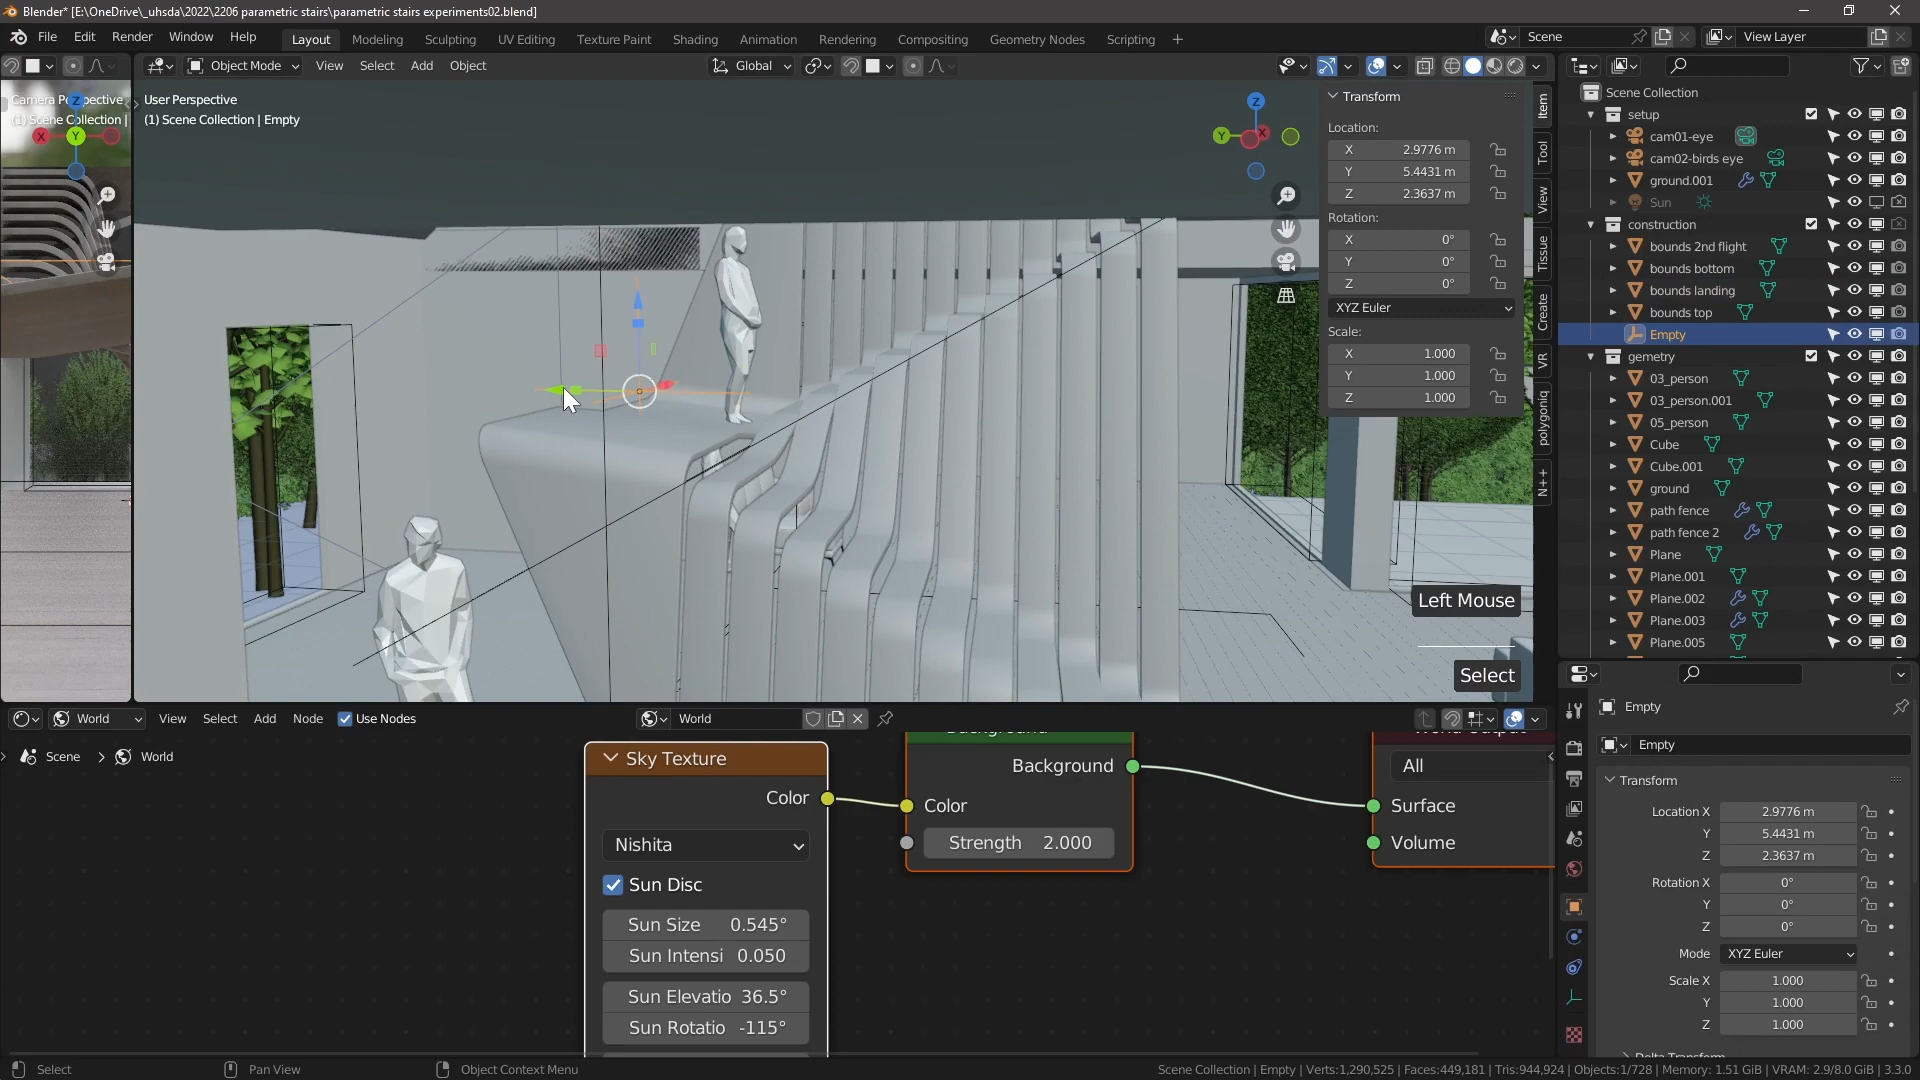 Blender* [E:\OneDrive\_uhsda\2022\2206 parametric stairs\parametric stairs experiments02.blend]
File Edit Render Window Help Layout Modeling Sculpting UV Editing Texture Paint Shading Animation Rendering Compositing Geometry Nodes Scripting + Scene View Layer
Object Mode View Select Add Object Global
Camera Perspective
(1) Scene Collection |
User Perspective
(1) Scene Collection | Empty
X Y Z
Transform
Location:
X 2.9776 m
Y 5.4431 m
Z 2.3637 m
Rotation:
X 0°
Y 0°
Z 0°
XYZ Euler
Scale:
X 1.000
Y 1.000
Z 1.000
Item
Tool
View
Tissue
Create
VR
polygoniq
N++
Left Mouse
Select
Scene Collection
setup
cam01-eye
cam02-birds eye
ground.001
Sun
construction
bounds 2nd flight
bounds bottom
bounds landing
bounds top
Empty
gemetry
03_person
03_person.001
05_person
Cube
Cube.001
ground
path fence
path fence 2
Plane
Plane.001
Plane.002
Plane.003
Plane.005
World View Select Add Node Use Nodes World
Scene > World
Sky Texture
Color
Nishita
Sun Disc
Sun Size 0.545°
Sun Intensi 0.050
Sun Elevatio 36.5°
Sun Rotatio -115°
Background
Background
Color
Strength 2.000
World Output
All
Surface
Volume
Empty
Empty
Transform
Location X 2.9776 m
Y 5.4431 m
Z 2.3637 m
Rotation X 0°
Y 0°
Z 0°
Mode XYZ Euler
Scale X 1.000
Y 1.000
Z 1.000
Delta Transform
Select Pan View Object Context Menu
Scene Collection | Empty | Verts:1,290,525 | Faces:449,181 | Tris:944,924 | Objects:1/728 | Memory: 1.51 GiB | VRAM: 2.9/8.0 GiB | 3.3.0